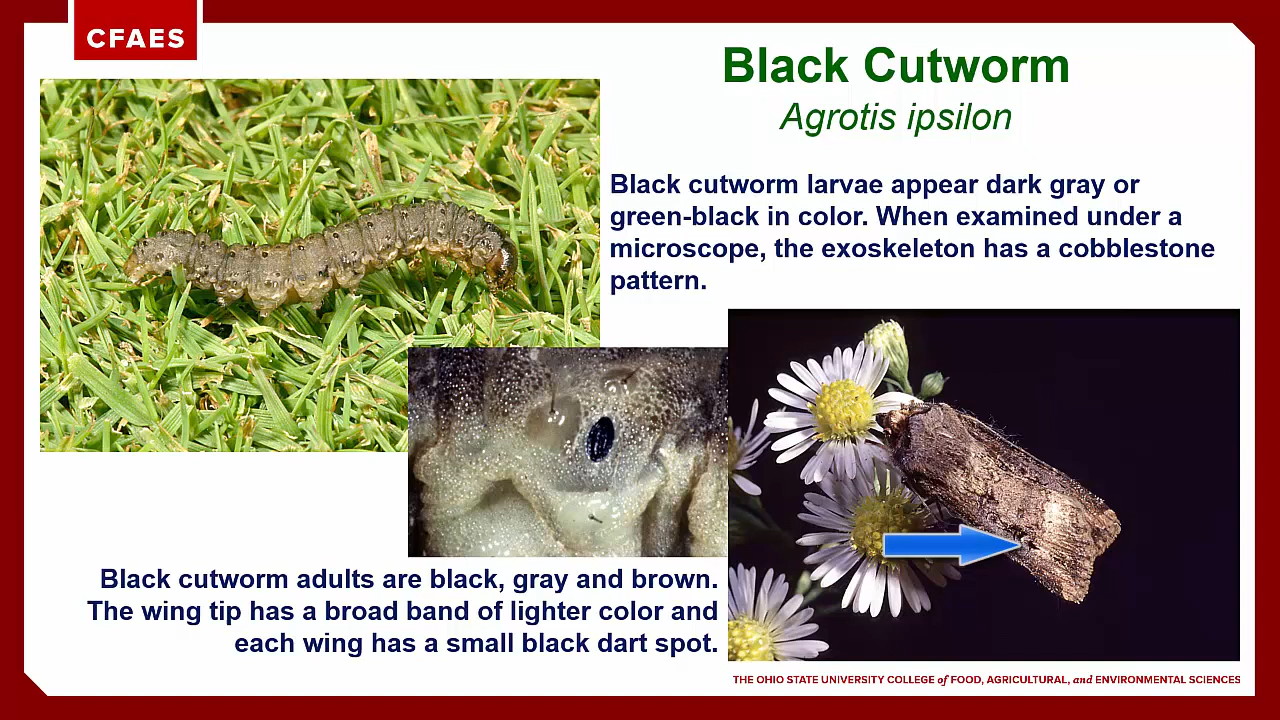 CFAES
Black Cutworm
Agrotis ipsilon
Black cutworm larvae appear dark gray or
green-black in color. When examined under a
microscope, the exoskeleton has a cobblestone
pattern.
Black cutworm adults are black, gray and brown.
The wing tip has a broad band of lighter color and
each wing has a small black dart spot.
THE OHIO STATE UNIVERSITY COLLEGE of FOOD, AGRICULTURAL, and ENVIRONMENTAL SCIENCES